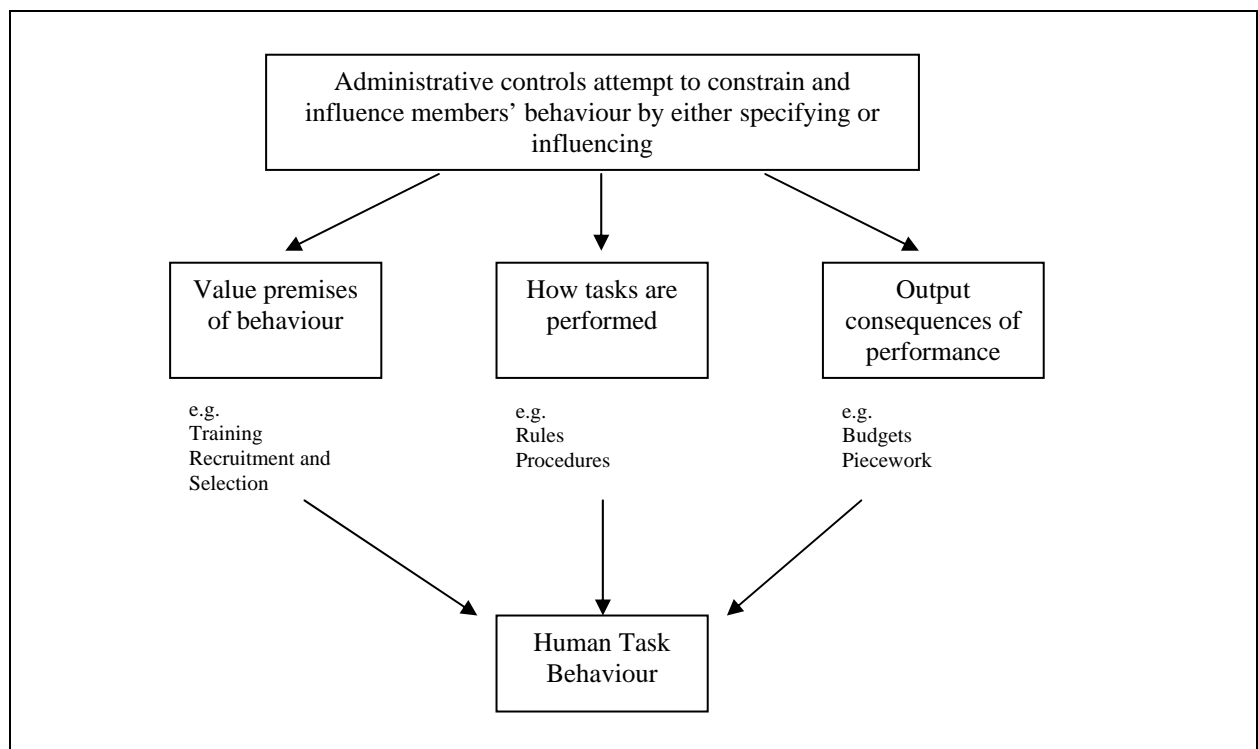 Administrative controls attempt to constrain and
influence members’ behaviour by either specifying or
influencing
Value premises
of behaviour
How tasks are
performed
Output
consequences of
performance
e.g.
Training
Recruitment and
Selection
e.g.
Rules
Procedures
e.g.
Budgets
Piecework
Human Task
Behaviour